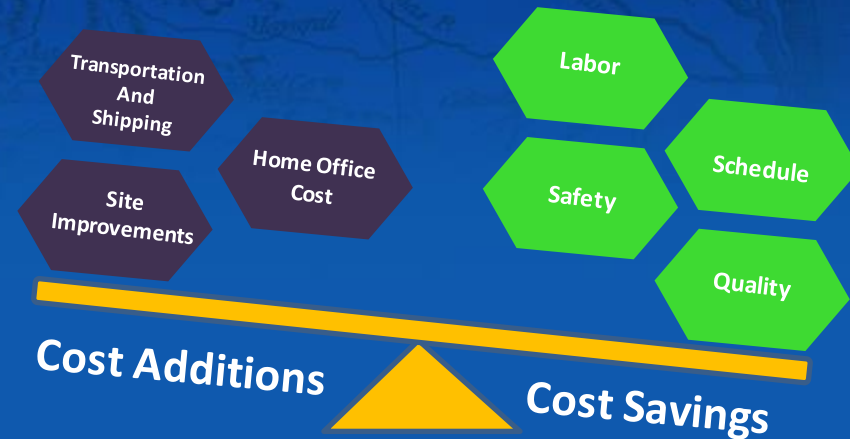 Transportation
And
Shipping
Home Office
Cost
Site
Improvements
Labor
Schedule
Safety
Quality
Cost Additions
Cost Savings